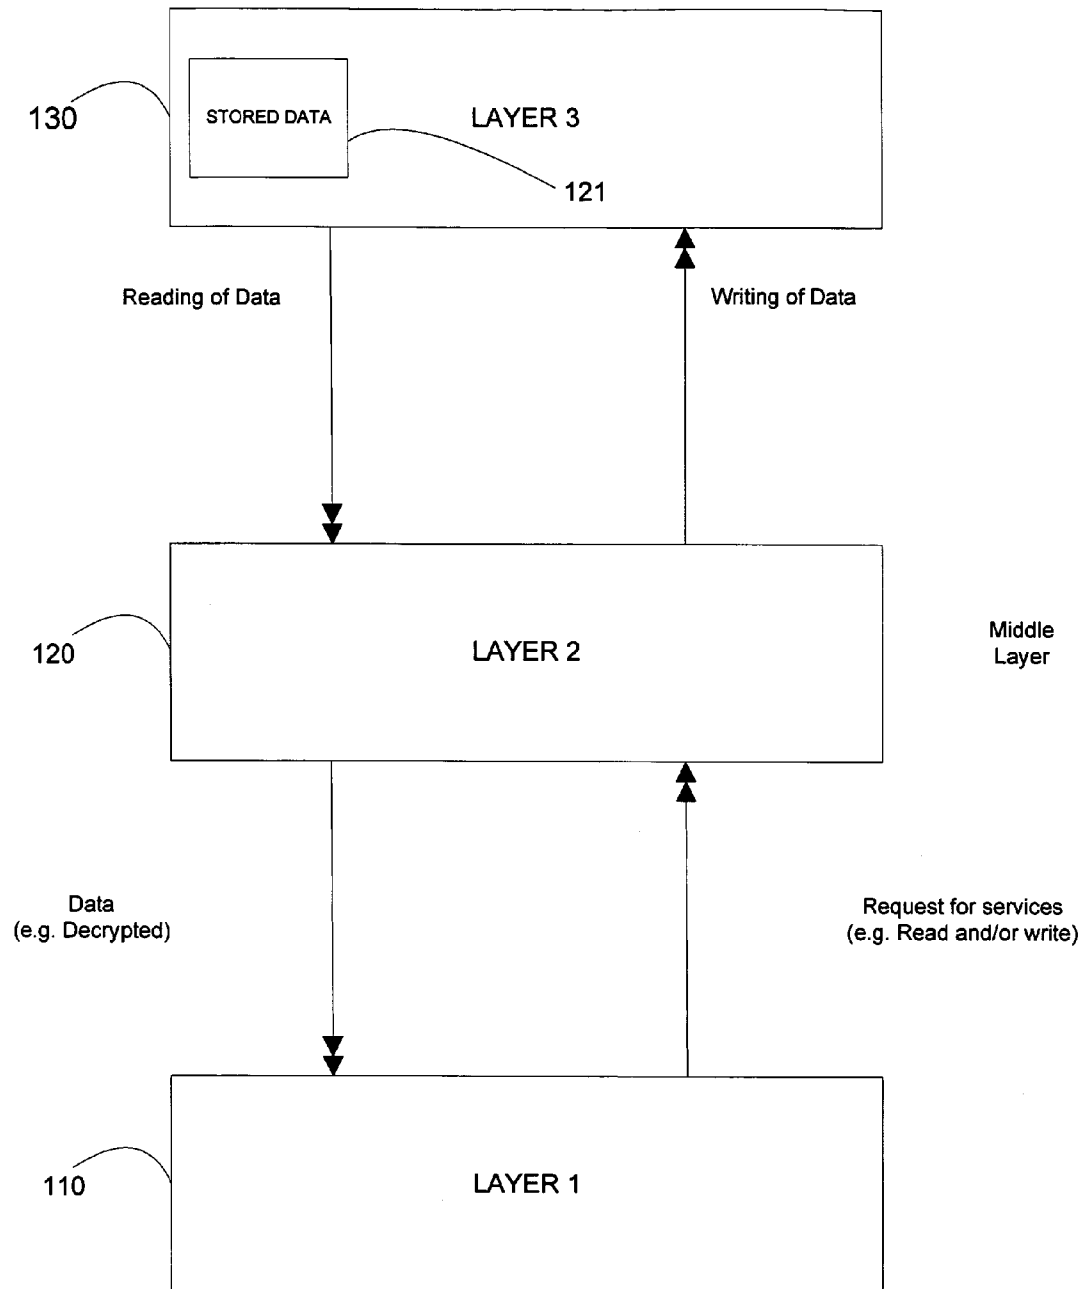 130
STORED DATA
LAYER 3
121
Reading of Data
Writing of Data
120
LAYER 2
Middle
Layer
Data
(e.g. Decrypted)
Request for services
(e.g. Read and/or write)
110
LAYER 1